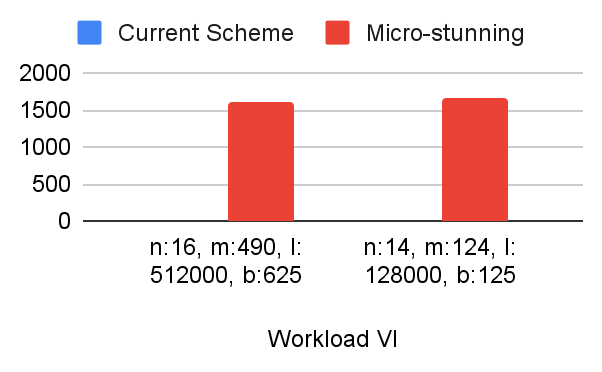 Current Scheme Micro-stunning
2000
1500
1000
500
0
n:16, m:490, l: n:14, m:124, l:
512000, b:625 128000, b:125
Workload VI